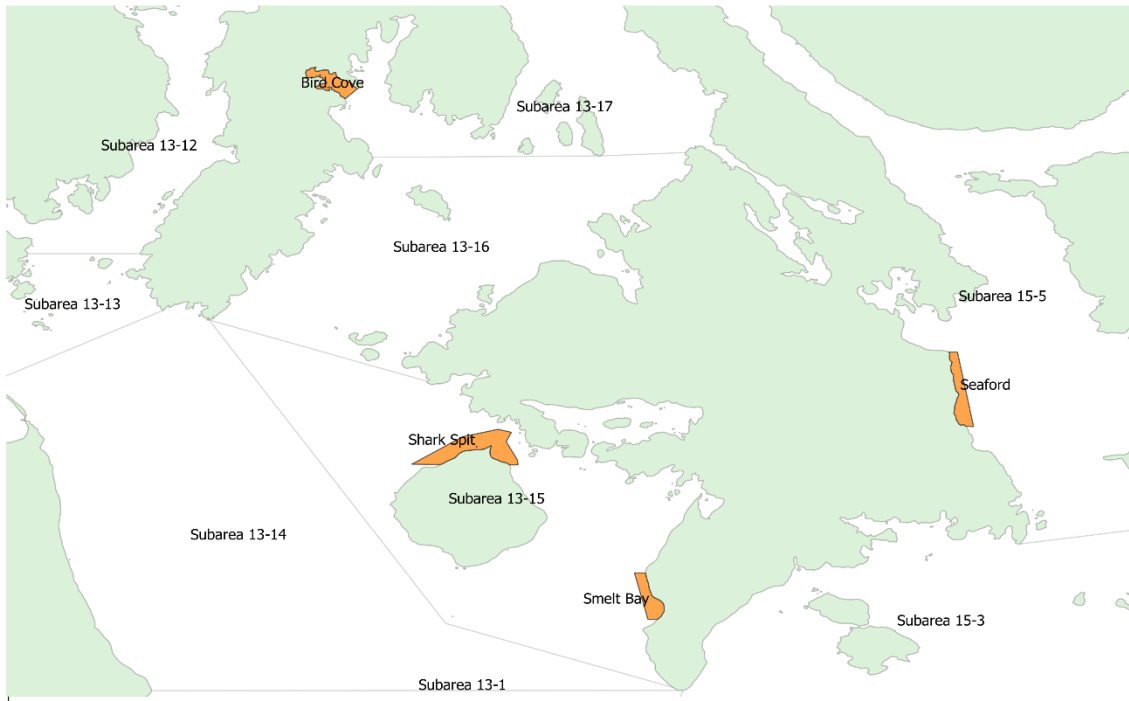 Bird Cove
Subarea 13-17
Subarea 13-12
Subarea 13-16
Subarea 15-5
Subarea 13-13
Seaford
Shark Spit
Subarea 13-15
Subarea 13-14
Smelt Bay
Subarea 15-3
Subarea 13-1